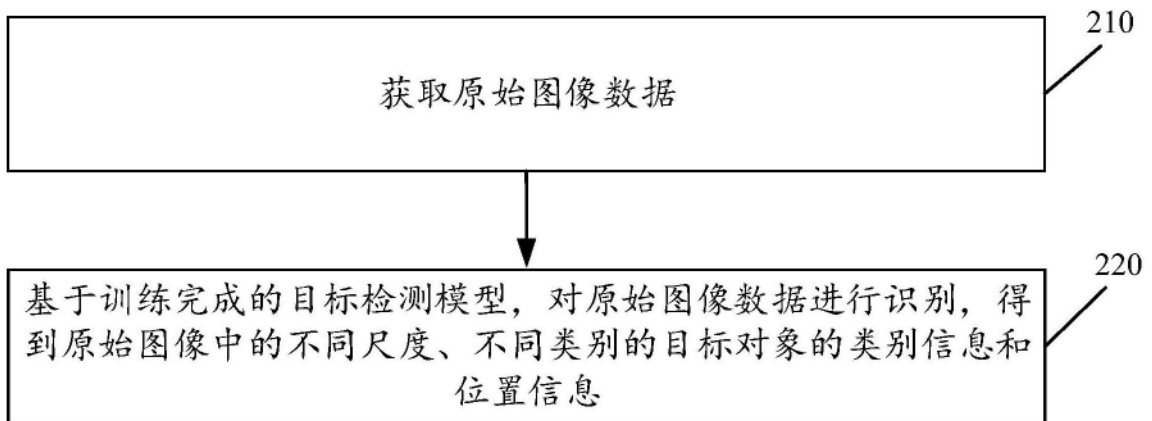 210
获取原始图像数据
220
基于训练完成的目标检测模型，对原始图像数据进行识别，得
到原始图像中的不同尺度、不同类别的目标对象的类别信息和
位置信息